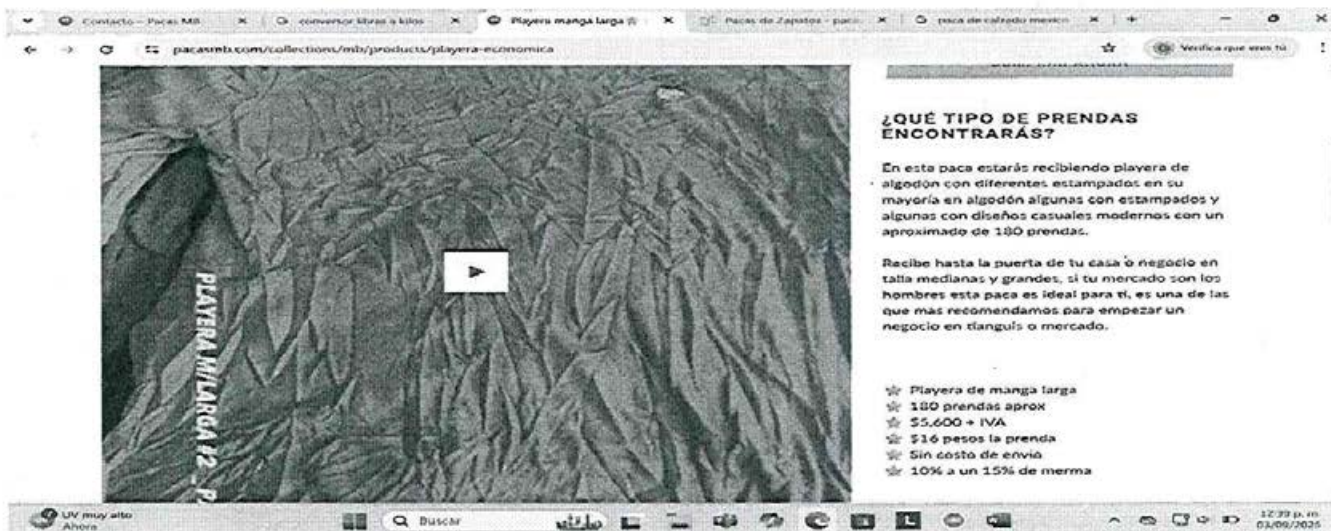 Contacto – Pacas MB
conversor libras a kilos
Playera manga larga
Pacas de Zapatos - paca
paca de calzado mexico
pacasmb.com/collections/mb/products/playera-economica
Verifica que eres tú
¿QUÉ TIPO DE PRENDAS
ENCONTRARÁS?
En esta paca estarás recibiendo playera de
algodón con diferentes estampados en su
mayoría en algodón algunas con estampados y
algunas con diseños casuales modernos con un
aproximado de 180 prendas.
Recibe hasta la puerta de tu casa o negocio en
talla medianas y grandes, si tu mercado son los
hombres esta paca es ideal para ti, es una de las
que mas recomendamos para empezar un
negocio en tianguis o mercado.
Playera de manga larga
180 prendas aprox
$5,600 + IVA
$16 pesos la prenda
Sin costo de envío
10% a un 15% de merma
PLAYERA M/LARGA #2 – P
UV muy alto
Ahora
Buscar
12:39 p. m.
03/09/2025